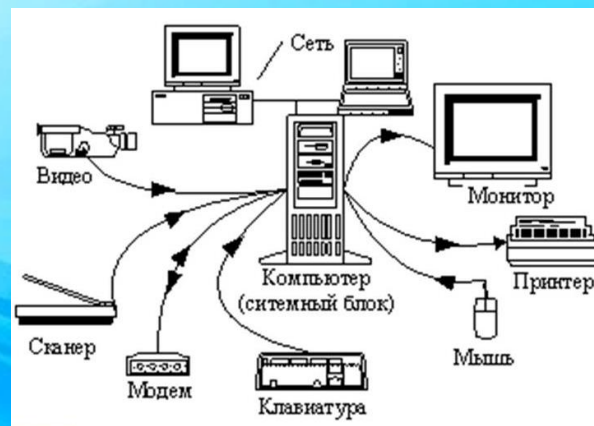 Сеть
Видео
Монитор
Компьютер
(ситемный блок)
Принтер
Сканер
Модем
Клавиатура
Мышь